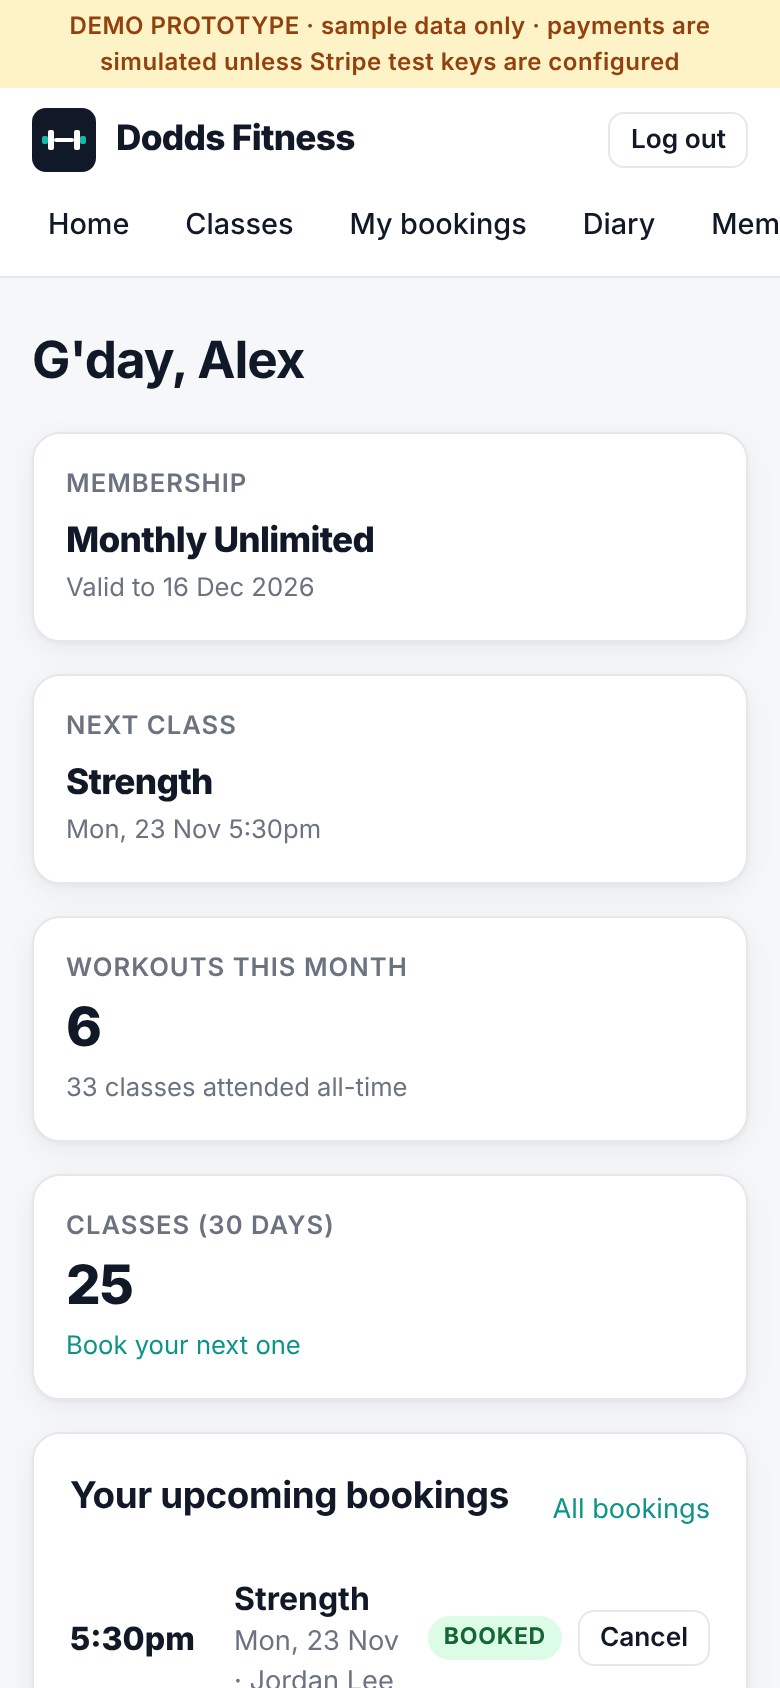 DEMO PROTOTYPE · sample data only · payments are
simulated unless Stripe test keys are configured
Dodds Fitness
Log out
Home
Classes
My bookings
Diary
Mem
G'day, Alex
MEMBERSHIP
Monthly Unlimited
Valid to 16 Dec 2026
NEXT CLASS
Strength
Mon, 23 Nov 5:30pm
WORKOUTS THIS MONTH
6
33 classes attended all-time
CLASSES (30 DAYS)
25
Book your next one
Your upcoming bookings
All bookings
5:30pm
Strength
Mon, 23 Nov
· Jordan Lee
BOOKED
Cancel